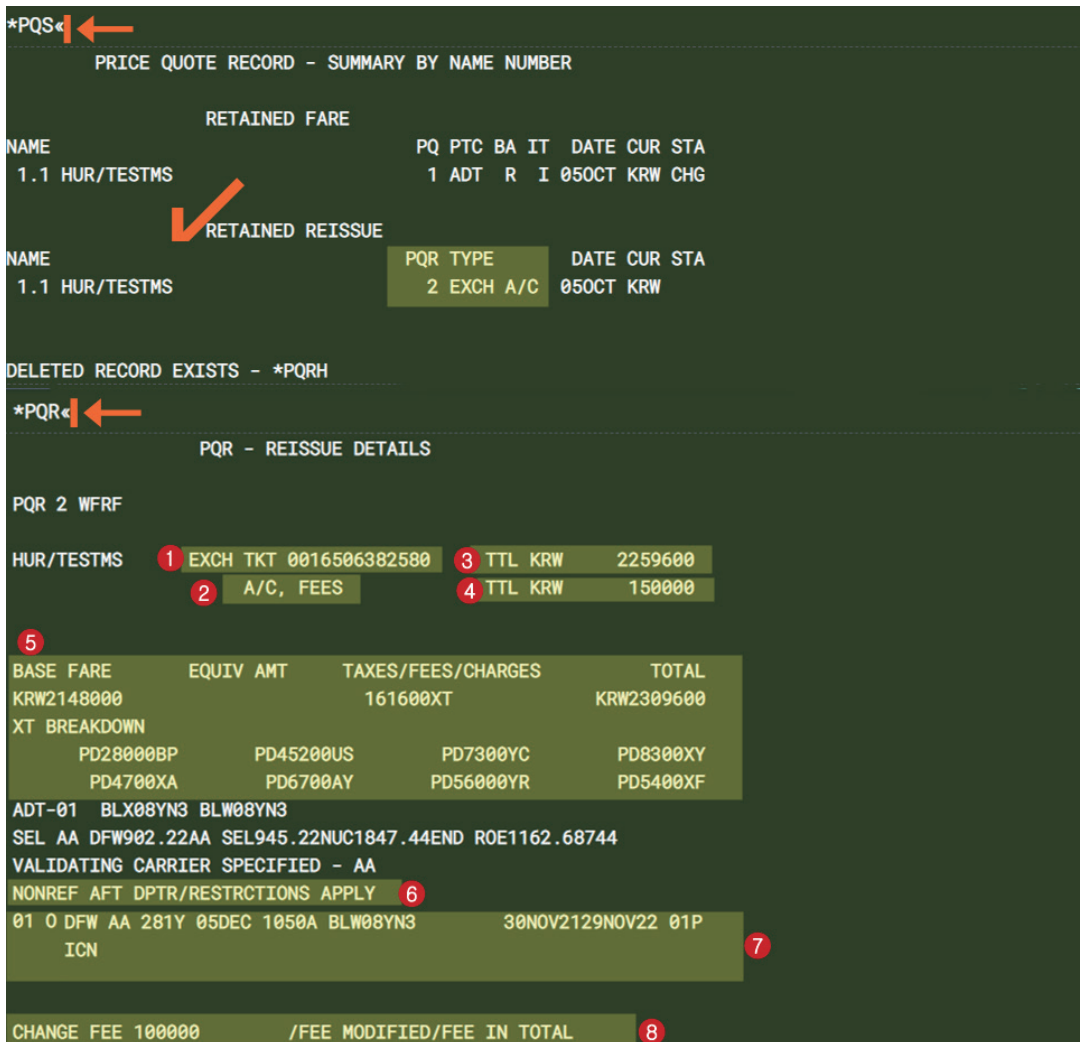 *PQS«
PRICE QUOTE RECORD - SUMMARY BY NAME NUMBER
RETAINED FARE
NAME PQ PTC BA IT DATE CUR STA
1.1 HUR/TESTMS 1 ADT R I 05OCT KRW CHG
RETAINED REISSUE
NAME PQR TYPE DATE CUR STA
1.1 HUR/TESTMS 2 EXCH A/C 05OCT KRW
DELETED RECORD EXISTS - *PQRH
*PQR«
PQR - REISSUE DETAILS
PQR 2 WFRF
HUR/TESTMS 1 EXCH TKT 0016506382580 3 TTL KRW 2259600
2 A/C, FEES 4 TTL KRW 150000
5
BASE FARE EQUIV AMT TAXES/FEES/CHARGES TOTAL
KRW2148000 161600XT KRW2309600
XT BREAKDOWN
PD28000BP PD45200US PD7300YC PD8300XY
PD4700XA PD6700AY PD56000YR PD5400XF
ADT-01 BLX08YN3 BLW08YN3
SEL AA DFW902.22AA SEL945.22NUC1847.44END ROE1162.68744
VALIDATING CARRIER SPECIFIED - AA
NONREF AFT DPTR/RESTRCTIONS APPLY 6
01 O DFW AA 281Y 05DEC 1050A BLW08YN3 30NOV2129NOV22 01P
ICN 7
CHANGE FEE 100000 /FEE MODIFIED/FEE IN TOTAL 8